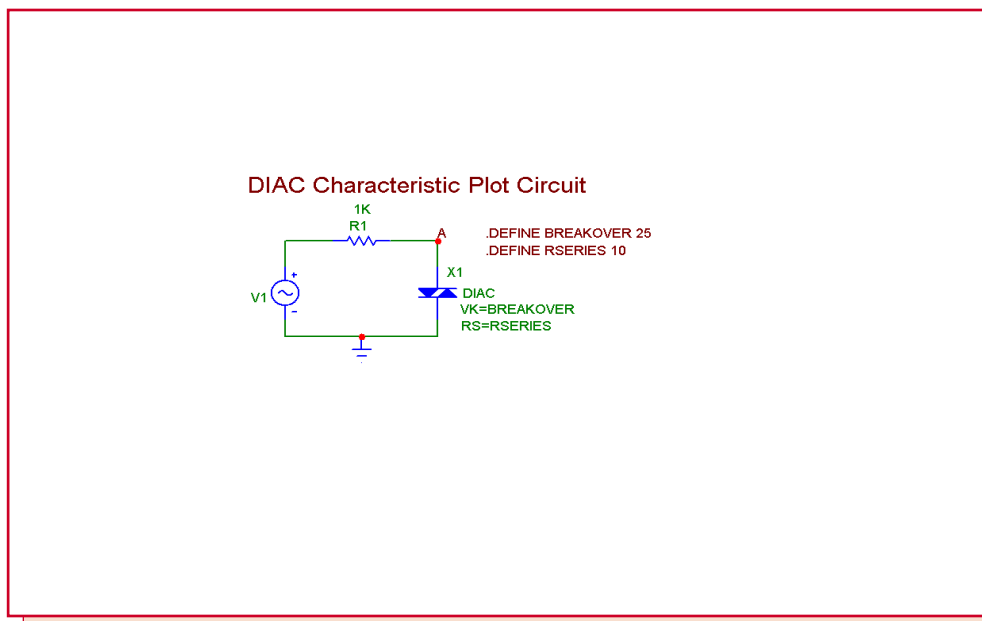 DIAC Characteristic Plot Circuit
1K
R1
A
.DEFINE BREAKOVER 25
.DEFINE RSERIES 10
X1
+
V1
-
DIAC
VK=BREAKOVER
RS=RSERIES